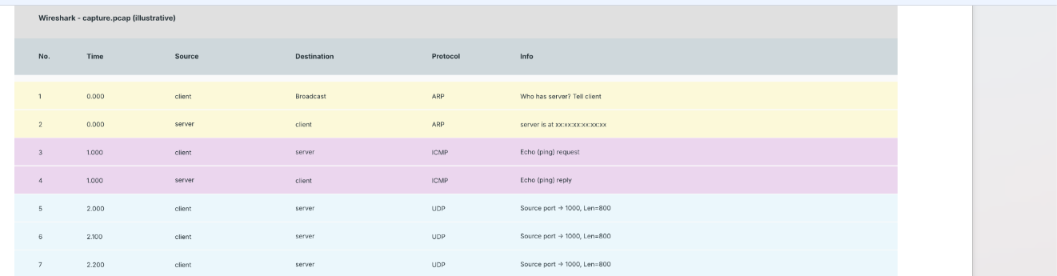 Wireshark - capture.pcap (illustrative)
No. Time Source Destination Protocol Info
1 0.000 client Broadcast ARP Who has server? Tell client
2 0.000 server client ARP server is at xx:xx:xx:xx:xx:xx
3 1.000 client server ICMP Echo (ping) request
4 1.000 server client ICMP Echo (ping) reply
5 2.000 client server UDP Source port → 1000, Len=800
6 2.100 client server UDP Source port → 1000, Len=800
7 2.200 client server UDP Source port → 1000, Len=800